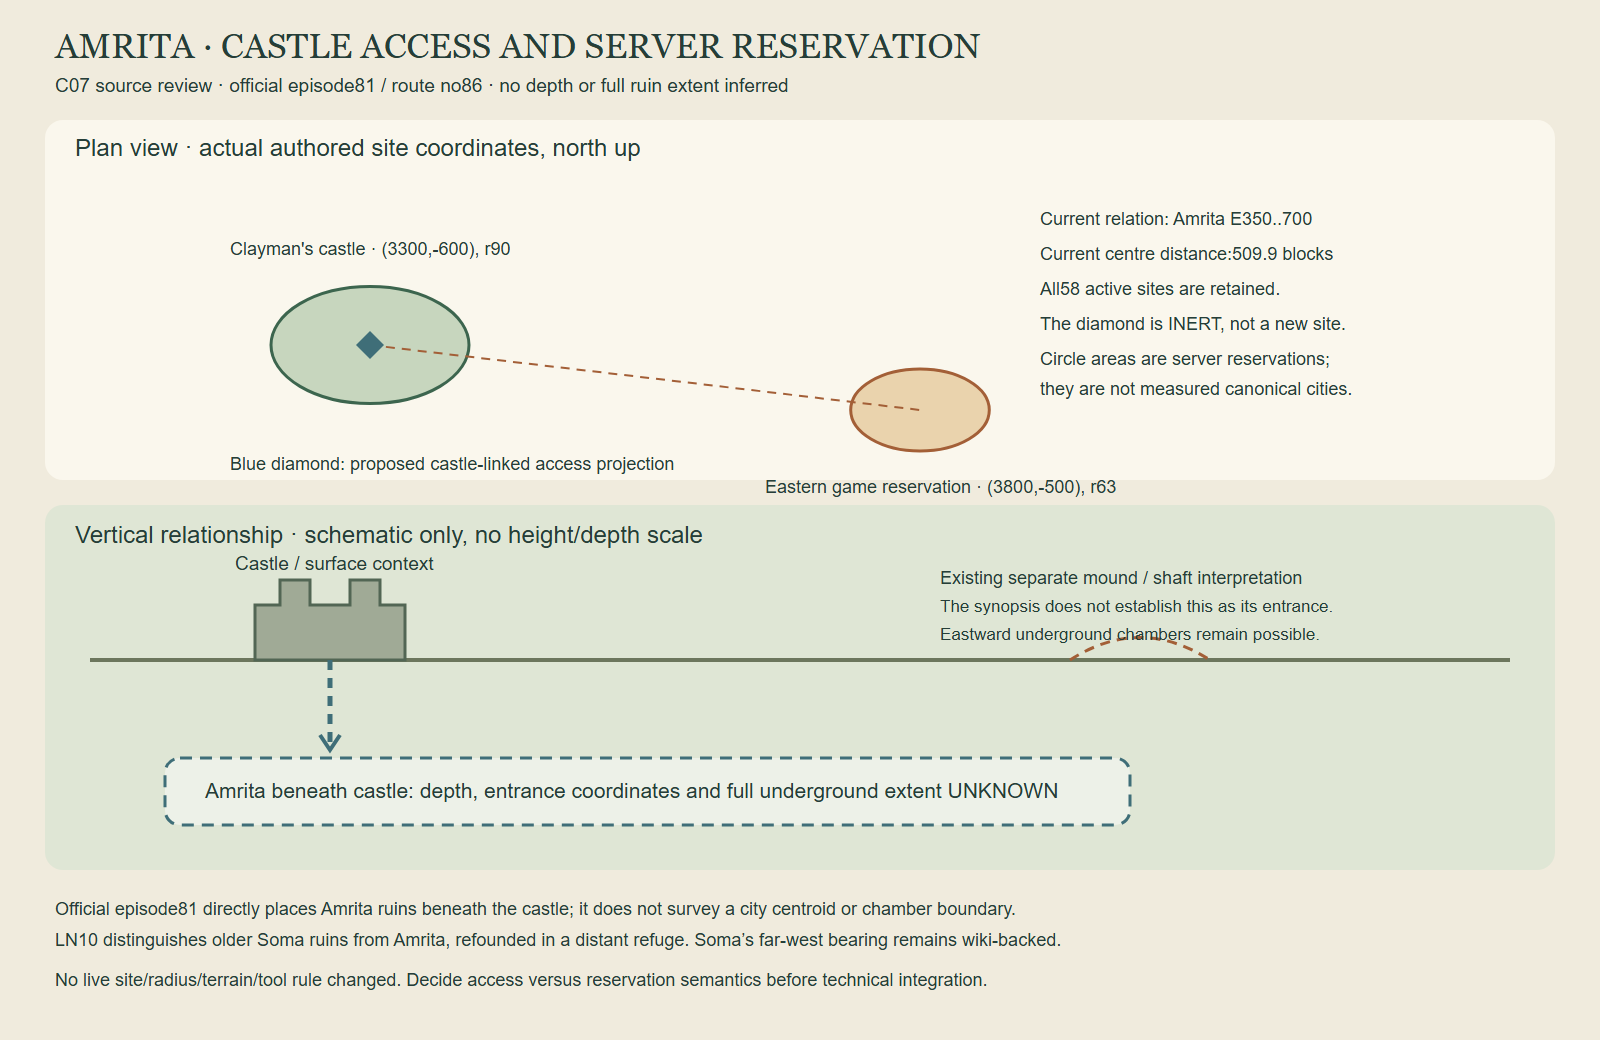 AMRITA · CASTLE ACCESS AND SERVER RESERVATION
C07 source review · official episode81 / route no86 · no depth or full ruin extent inferred
Plan view · actual authored site coordinates, north up
Clayman's castle · (3300,-600), r90
Current relation: Amrita E350..700
Current centre distance:509.9 blocks
All58 active sites are retained.
The diamond is INERT, not a new site.
Circle areas are server reservations;
they are not measured canonical cities.
Blue diamond: proposed castle-linked access projection
Eastern game reservation · (3800,-500), r63
Vertical relationship · schematic only, no height/depth scale
Castle / surface context
Existing separate mound / shaft interpretation
The synopsis does not establish this as its entrance.
Eastward underground chambers remain possible.
Amrita beneath castle: depth, entrance coordinates and full underground extent UNKNOWN
Official episode81 directly places Amrita ruins beneath the castle; it does not survey a city centroid or chamber boundary.
LN10 distinguishes older Soma ruins from Amrita, refounded in a distant refuge. Soma’s far-west bearing remains wiki-backed.
No live site/radius/terrain/tool rule changed. Decide access versus reservation semantics before technical integration.